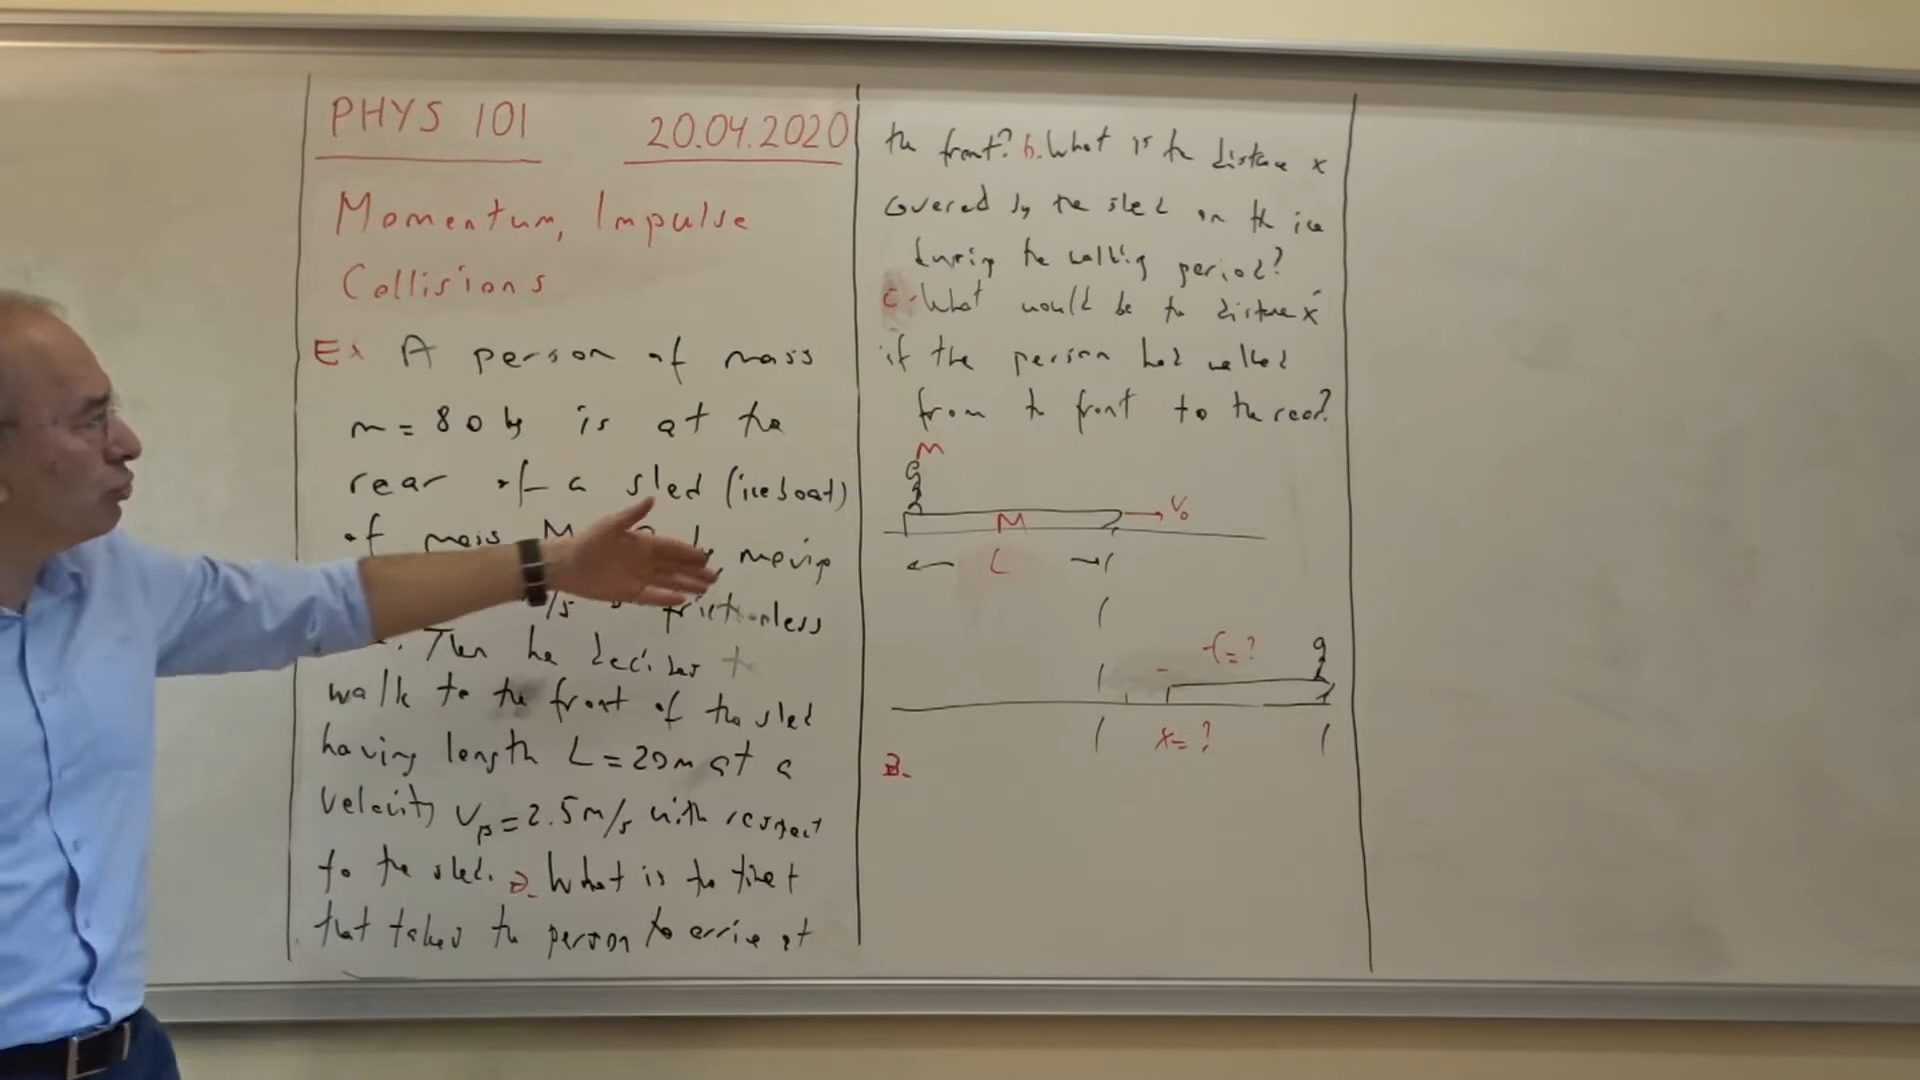 PHYS 101 20.04.2020
Momentum, Impulse
Collisions
Ex A person of mass
m = 80 kg is at the
rear of a sled (iceboat)
of mass M moving
/s frictionless
Then he decides to
walk to the front of the sled
having length L = 20m at a
velocity Vp = 2.5 m/s with respect
to the sled. a. What is the time t
that takes the person to arrive at
the front? b. What is the distance x
covered by the sled on the ice
during the walking period?
c. What would be the distance x
if the person had walked
from the front to the rear?
m
M V₀
L
t = ?
x = ?
a.